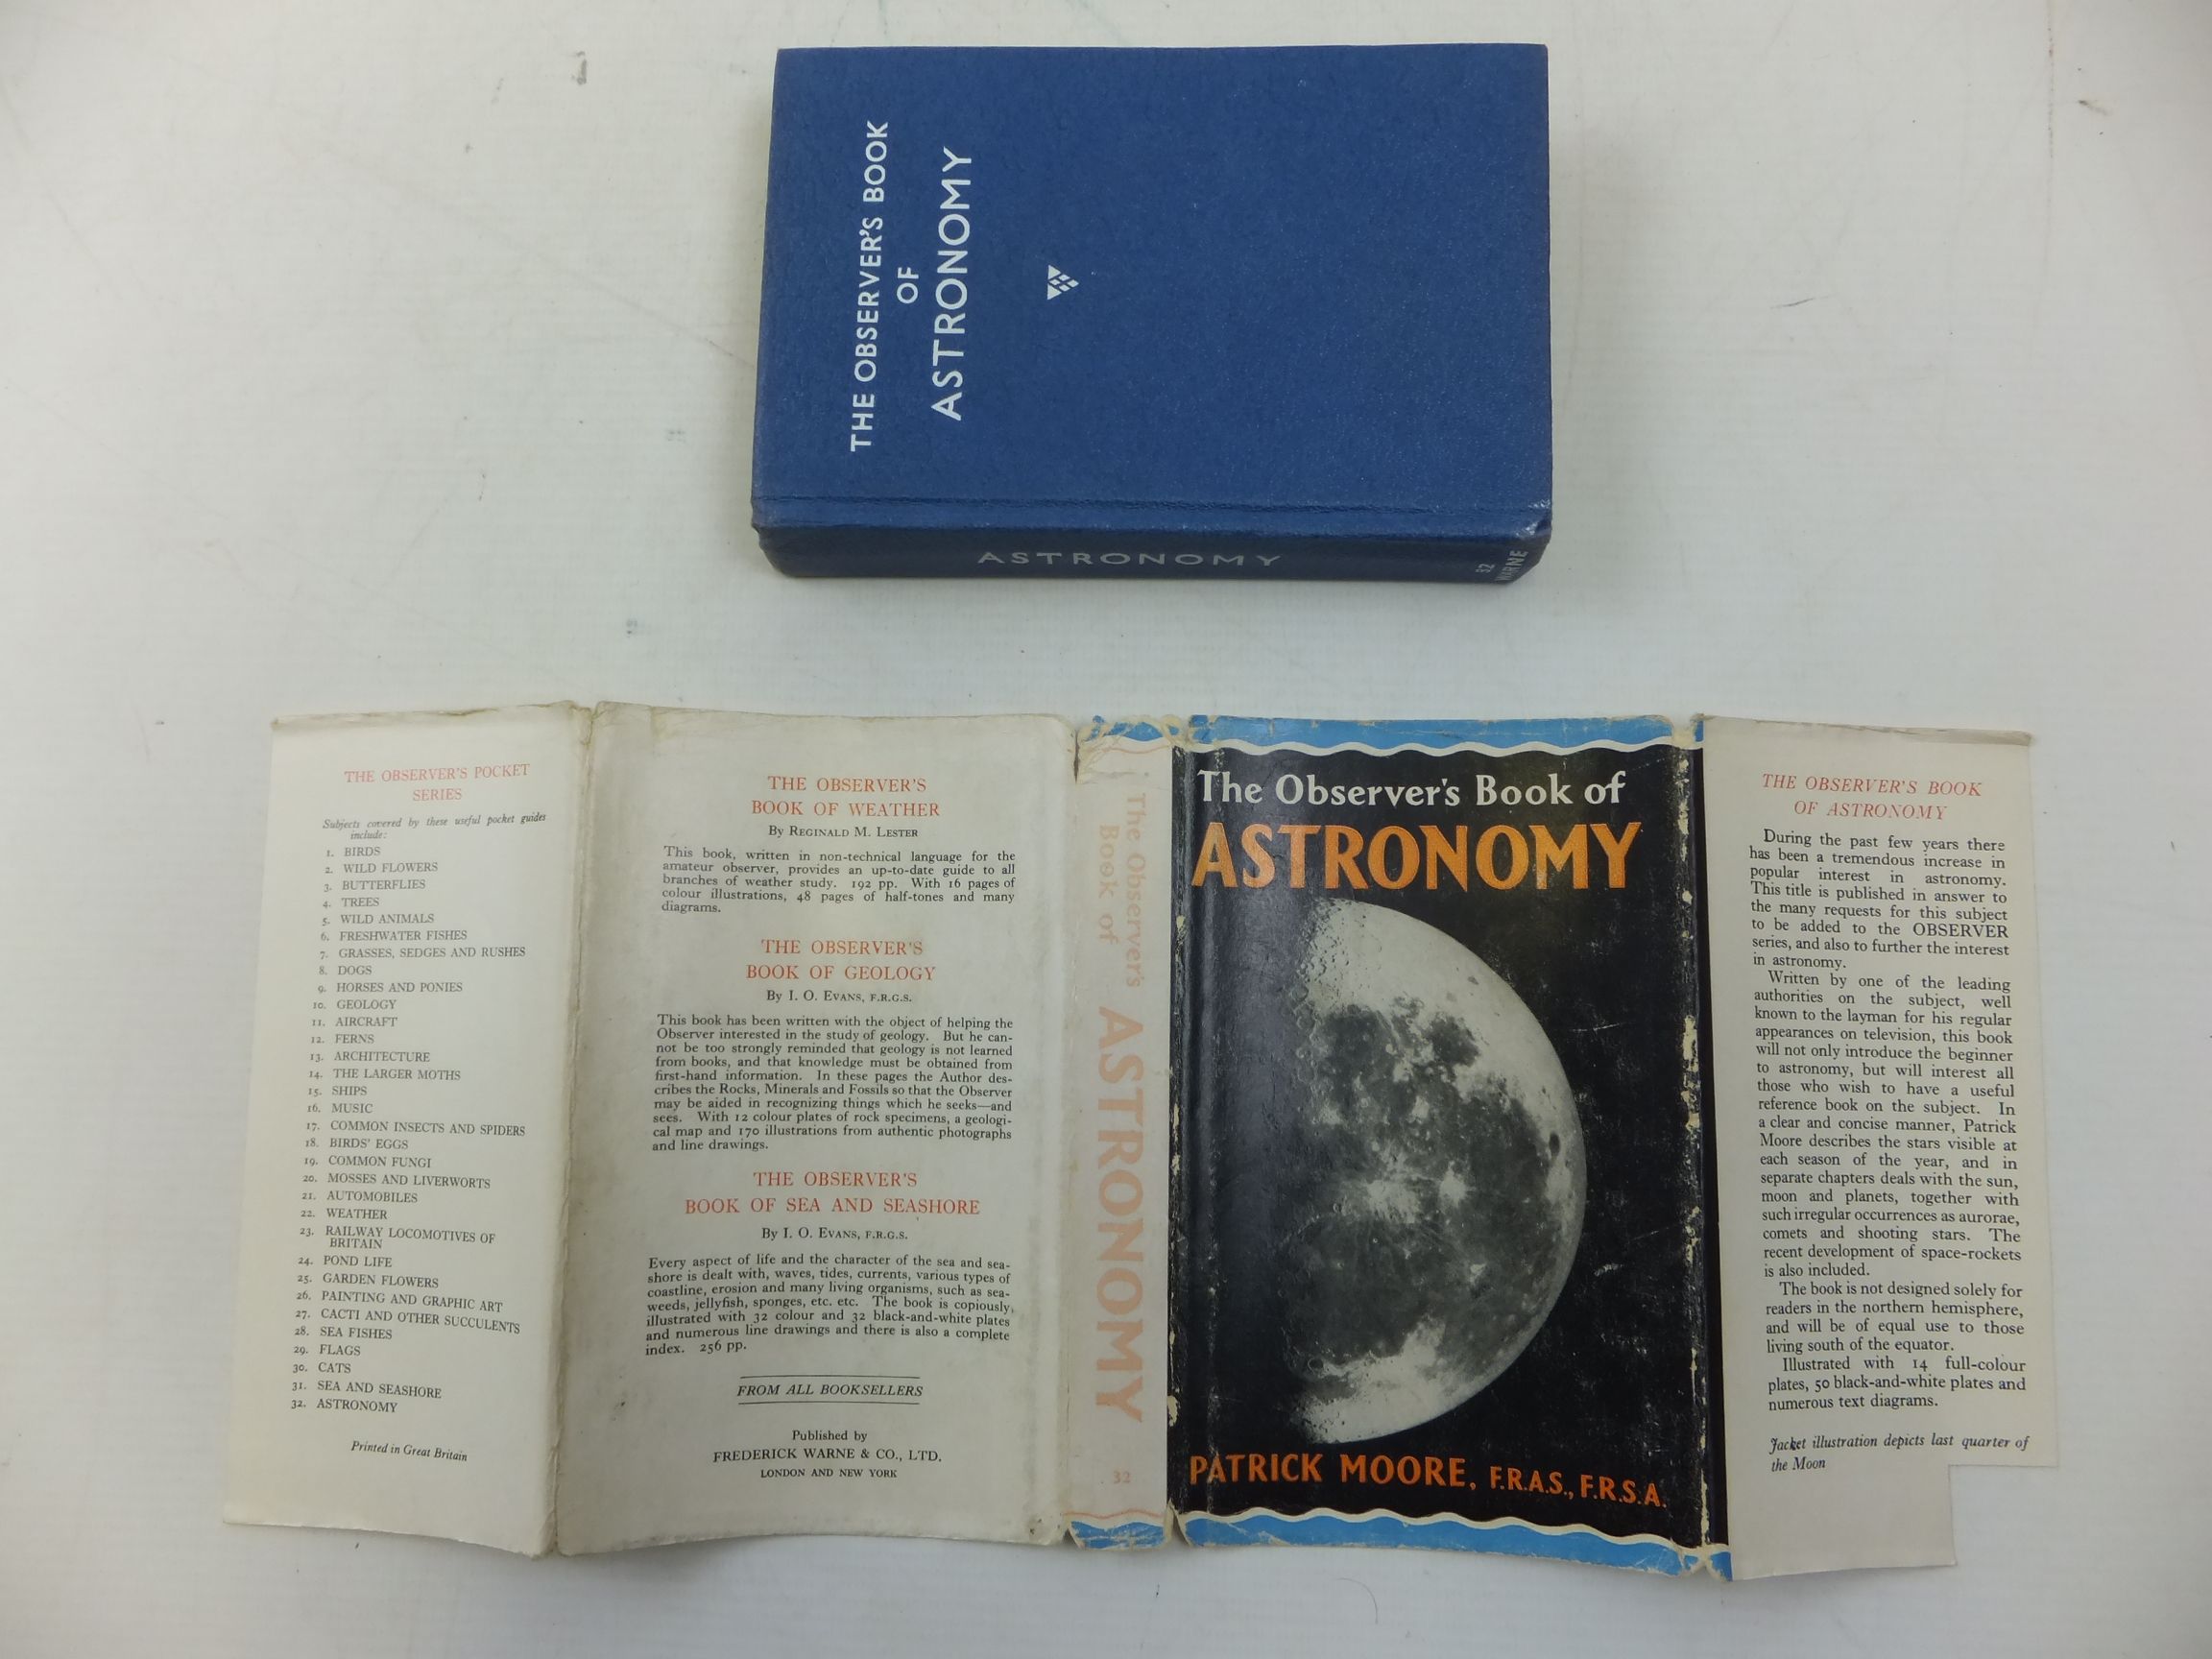 THE OBSERVER'S BOOK
OF
ASTRONOMY
ASTRONOMY
32
WARNE
THE OBSERVER'S POCKET
SERIES
Subjects covered by these useful pocket guides
include:
1. BIRDS
2. WILD FLOWERS
3. BUTTERFLIES
4. TREES
5. WILD ANIMALS
6. FRESHWATER FISHES
7. GRASSES, SEDGES AND RUSHES
8. DOGS
9. HORSES AND PONIES
10. GEOLOGY
11. AIRCRAFT
12. FERNS
13. ARCHITECTURE
14. THE LARGER MOTHS
15. SHIPS
16. MUSIC
17. COMMON INSECTS AND SPIDERS
18. BIRDS' EGGS
19. COMMON FUNGI
20. MOSSES AND LIVERWORTS
21. AUTOMOBILES
22. WEATHER
23. RAILWAY LOCOMOTIVES OF
BRITAIN
24. POND LIFE
25. GARDEN FLOWERS
26. PAINTING AND GRAPHIC ART
27. CACTI AND OTHER SUCCULENTS
28. SEA FISHES
29. FLAGS
30. CATS
31. SEA AND SEASHORE
32. ASTRONOMY
Printed in Great Britain
THE OBSERVER'S
BOOK OF WEATHER
By REGINALD M. LESTER
This book, written in non-technical language for the
amateur observer, provides an up-to-date guide to all
branches of weather study. 192 pp. With 16 pages of
colour illustrations, 48 pages of half-tones and many
diagrams.
THE OBSERVER'S
BOOK OF GEOLOGY
By I. O. EVANS, F.R.G.S.
This book has been written with the object of helping the
Observer interested in the study of geology. But he can-
not be too strongly reminded that geology is not learned
from books, and that knowledge must be obtained from
first-hand information. In these pages the Author des-
cribes the Rocks, Minerals and Fossils so that the Observer
may be aided in recognizing things which he seeks—and
sees. With 12 colour plates of rock specimens, a geologi-
cal map and 170 illustrations from authentic photographs
and line drawings.
THE OBSERVER'S
BOOK OF SEA AND SEASHORE
By I. O. EVANS, F.R.G.S.
Every aspect of life and the character of the sea and sea-
shore is dealt with, waves, tides, currents, various types of
coastline, erosion and many living organisms, such as sea-
weeds, jellyfish, sponges, etc. etc. The book is copiously,
illustrated with 32 colour and 32 black-and-white plates
and numerous line drawings and there is also a complete
index. 256 pp.
FROM ALL BOOKSELLERS
Published by
FREDERICK WARNE & CO., LTD.
LONDON AND NEW YORK
The Observer's
Book of
ASTRONOMY
32
The Observer's Book of
ASTRONOMY
PATRICK MOORE, F.R.A.S., F.R.S.A.
THE OBSERVER'S BOOK
OF ASTRONOMY
During the past few years there
has been a tremendous increase in
popular interest in astronomy.
This title is published in answer to
the many requests for this subject
to be added to the OBSERVER
series, and also to further the interest
in astronomy.
Written by one of the leading
authorities on the subject, well
known to the layman for his regular
appearances on television, this book
will not only introduce the beginner
to astronomy, but will interest all
those who wish to have a useful
reference book on the subject. In
a clear and concise manner, Patrick
Moore describes the stars visible at
each season of the year, and in
separate chapters deals with the sun,
moon and planets, together with
such irregular occurrences as aurorae,
comets and shooting stars. The
recent development of space-rockets
is also included.
The book is not designed solely for
readers in the northern hemisphere,
and will be of equal use to those
living south of the equator.
Illustrated with 14 full-colour
plates, 50 black-and-white plates and
numerous text diagrams.
Jacket illustration depicts last quarter of
the Moon